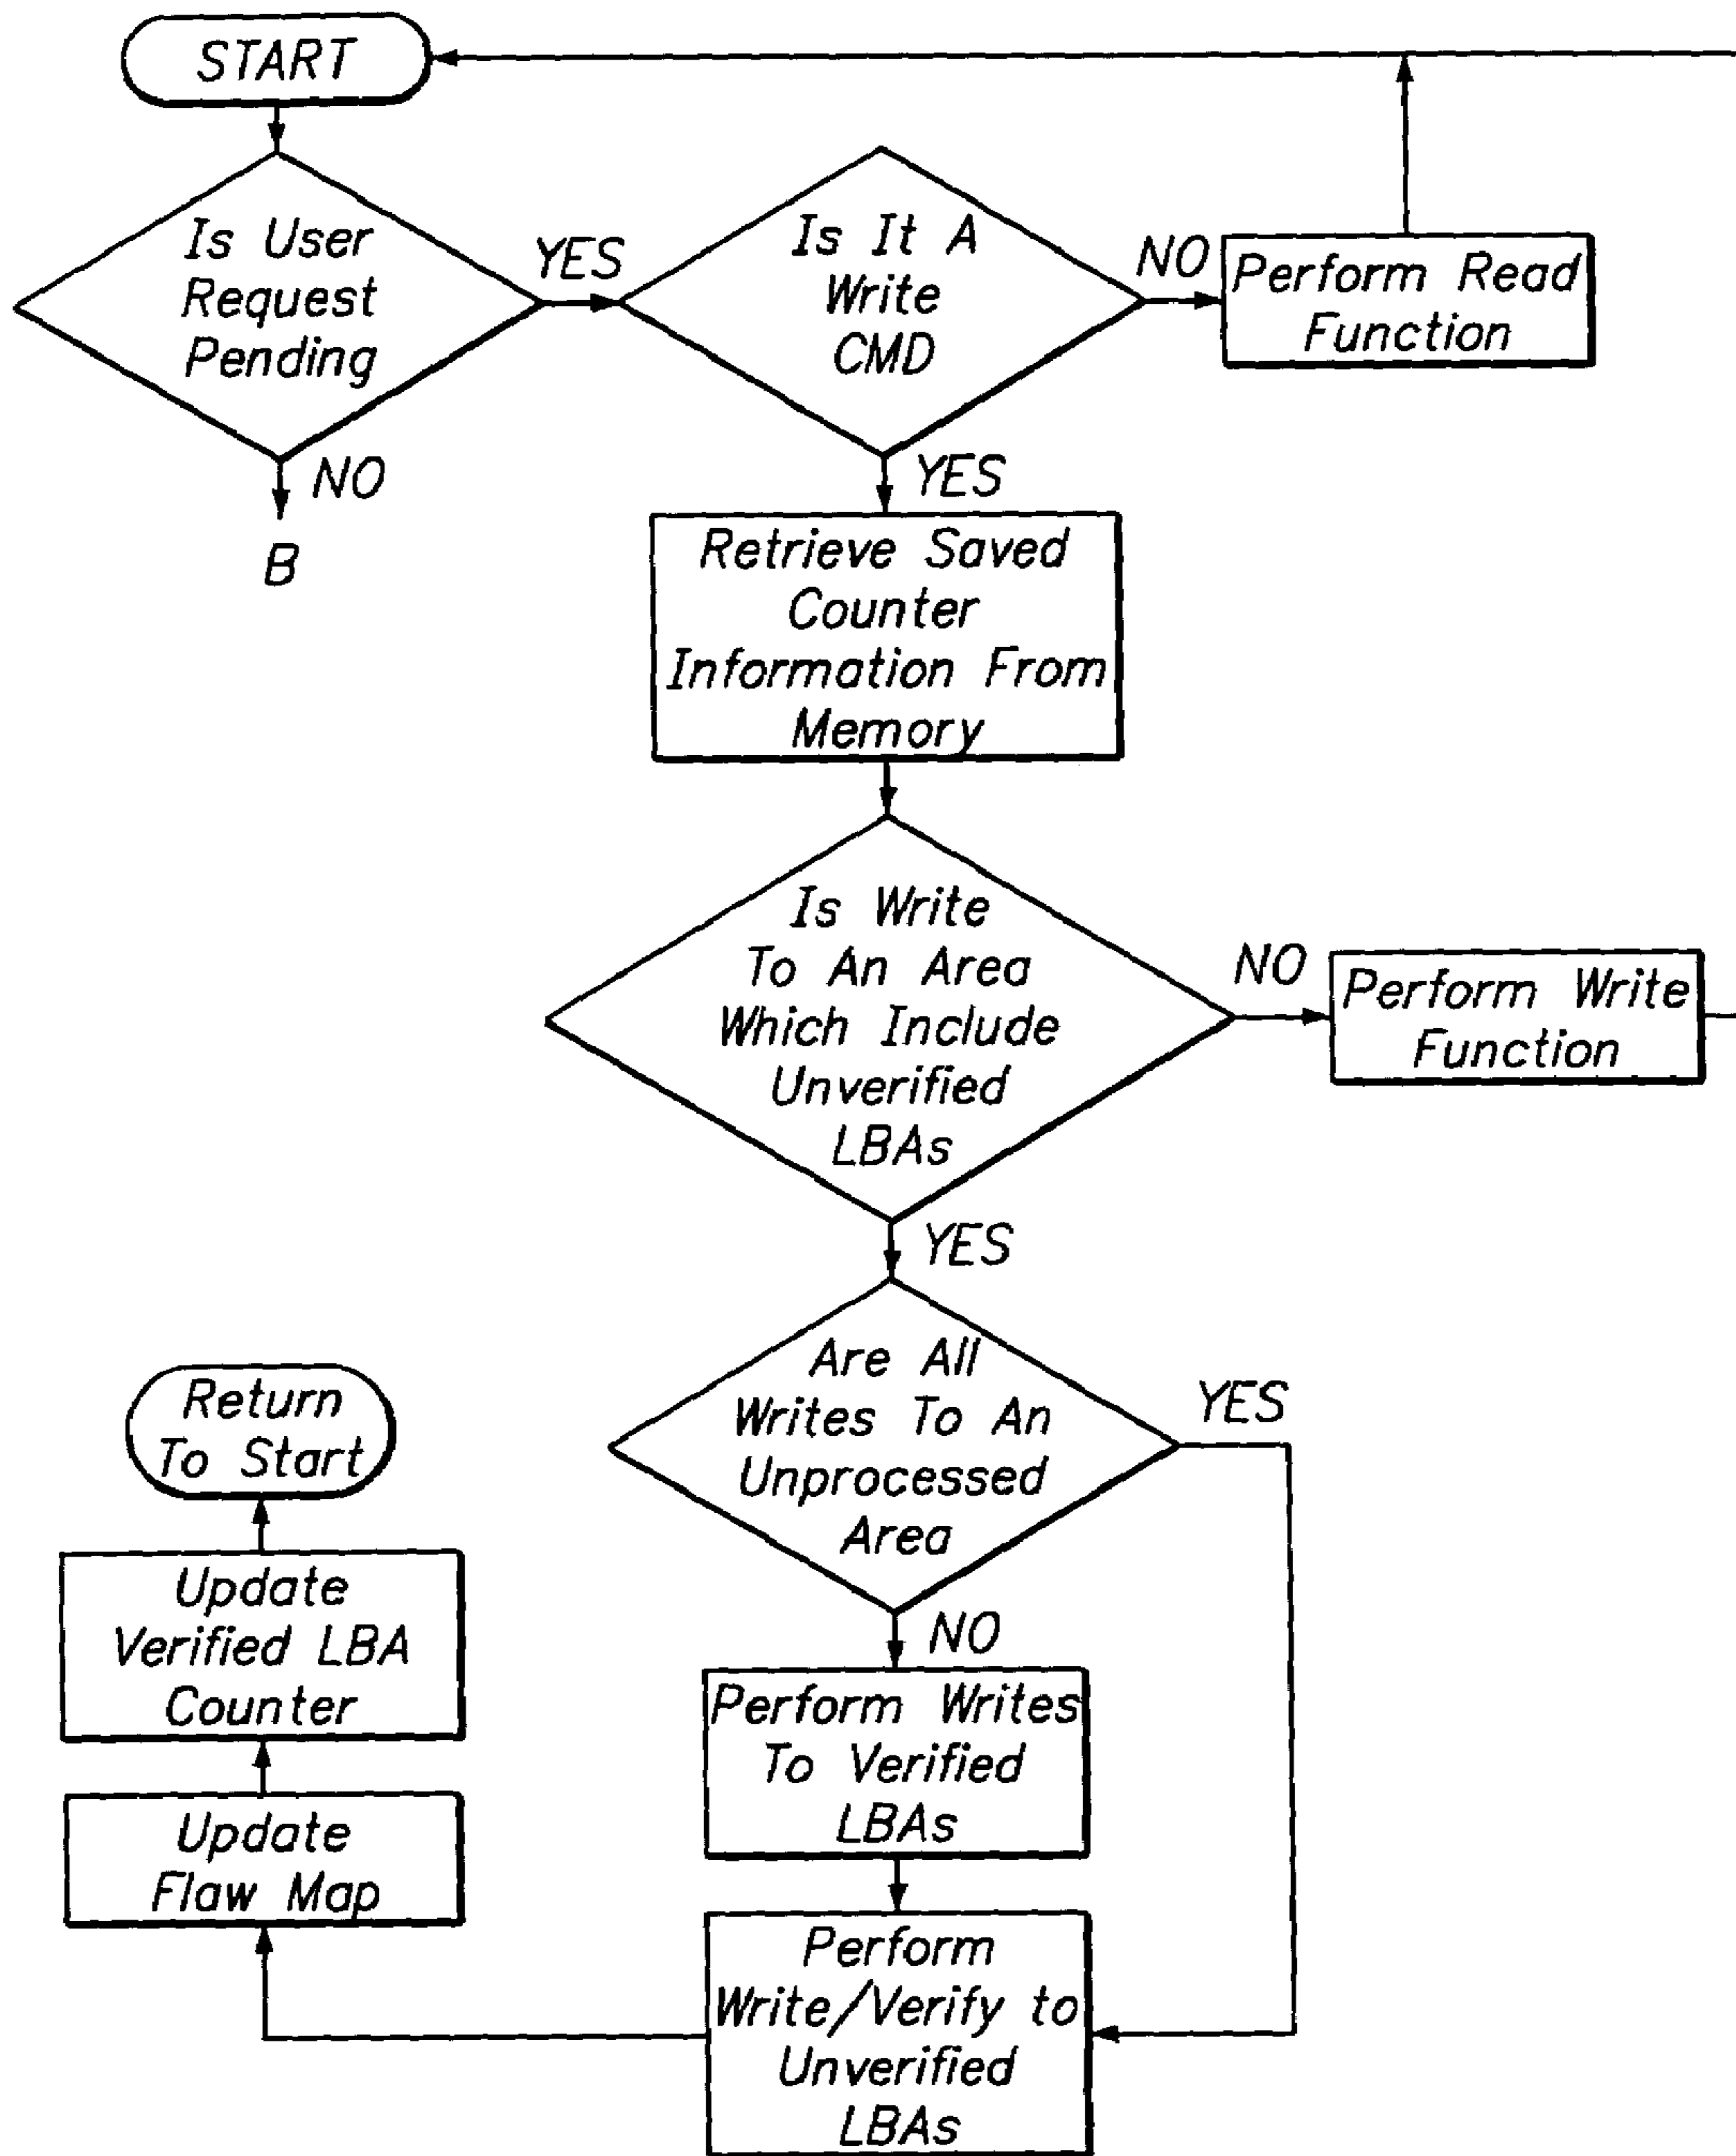 START
Is User
Request
Pending
YES
Is It A
Write
CMD
NO
Perform Read
Function
NO
B
YES
Retrieve Saved
Counter
Information From
Memory
Is Write
To An Area
Which Include
Unverified
LBAs
NO
Perform Write
Function
YES
Are All
Writes To An
Unprocessed
Area
YES
NO
Perform Writes
To Verified
LBAs
Perform
Write/Verify to
Unverified
LBAs
Update
Flaw Map
Update
Verified LBA
Counter
Return
To Start